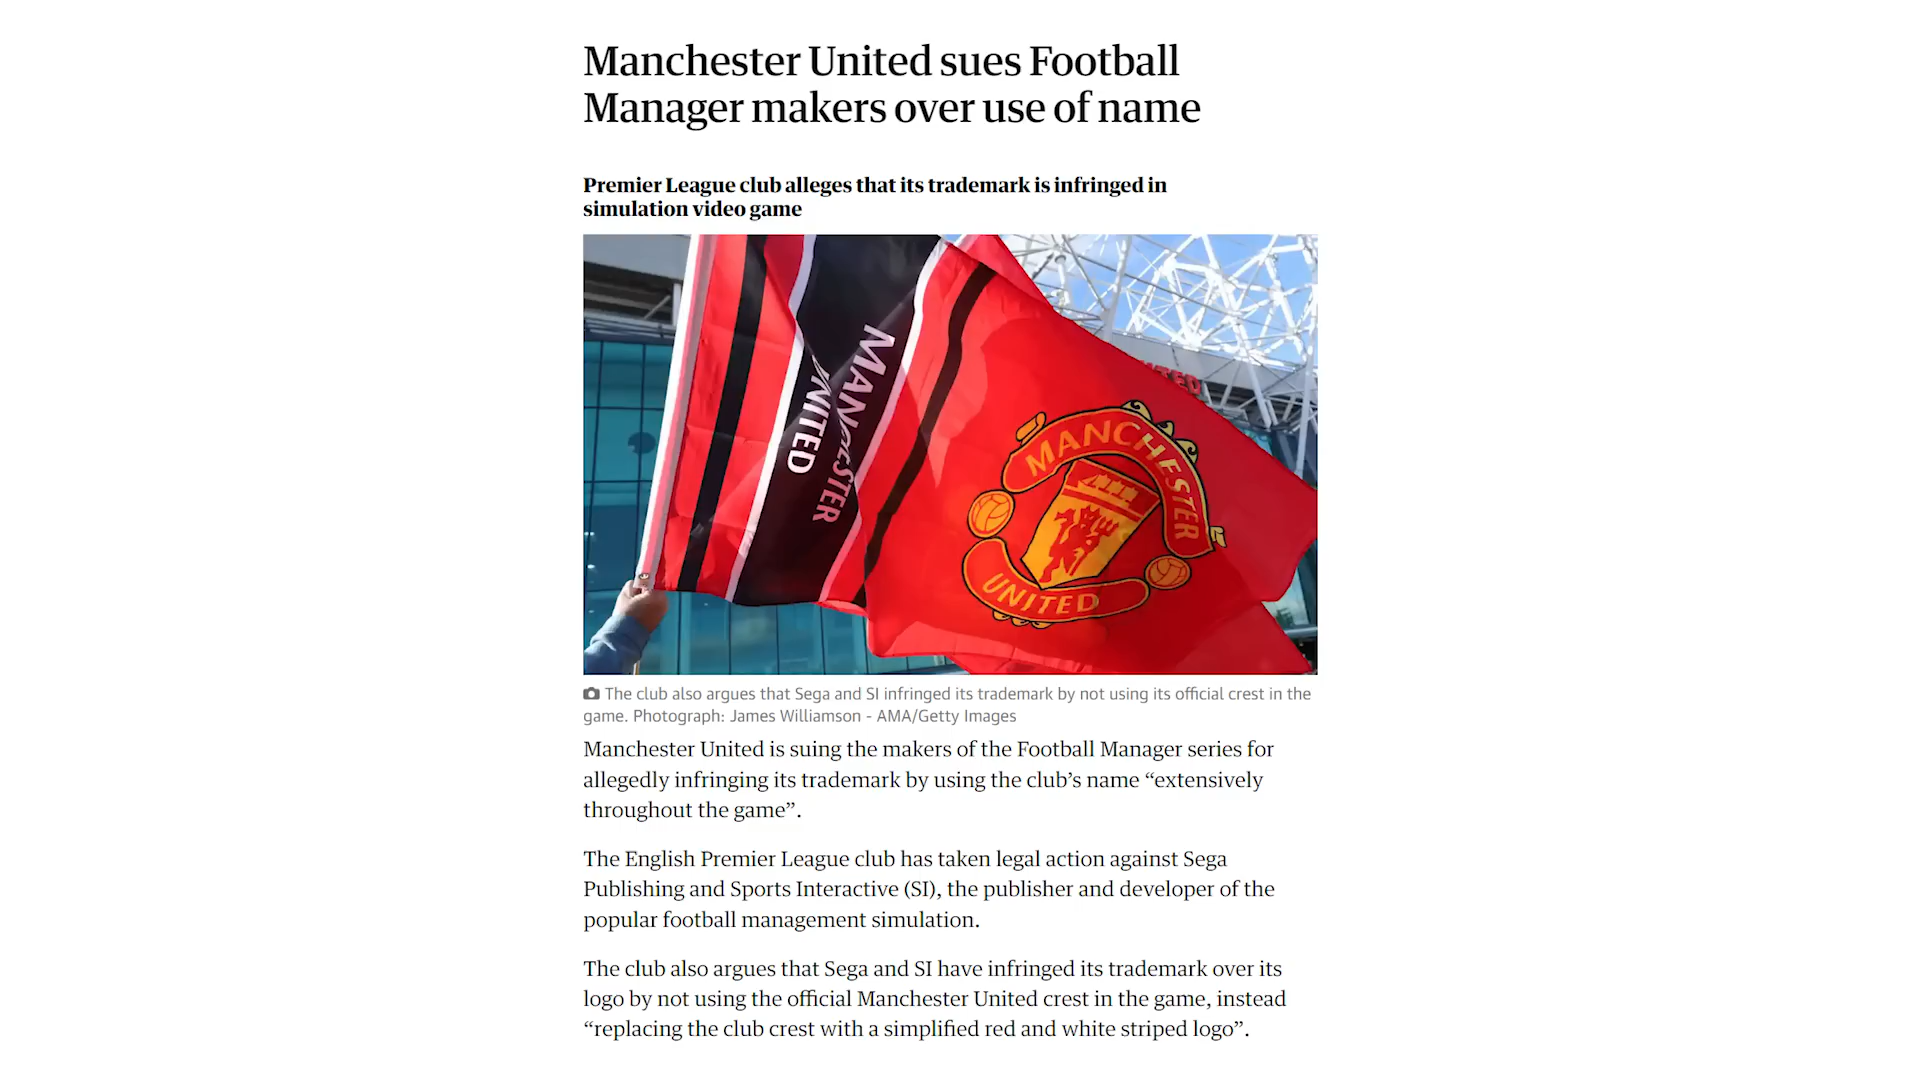 Manchester United sues Football
Manager makers over use of name
Premier League club alleges that its trademark is infringed in
simulation video game
MANCHESTER
UNITED
UNITED
MANCHESTER
UNITED
The club also argues that Sega and SI infringed its trademark by not using its official crest in the
game. Photograph: James Williamson - AMA/Getty Images
Manchester United is suing the makers of the Football Manager series for
allegedly infringing its trademark by using the club’s name “extensively
throughout the game”.
The English Premier League club has taken legal action against Sega
Publishing and Sports Interactive (SI), the publisher and developer of the
popular football management simulation.
The club also argues that Sega and SI have infringed its trademark over its
logo by not using the official Manchester United crest in the game, instead
“replacing the club crest with a simplified red and white striped logo”.